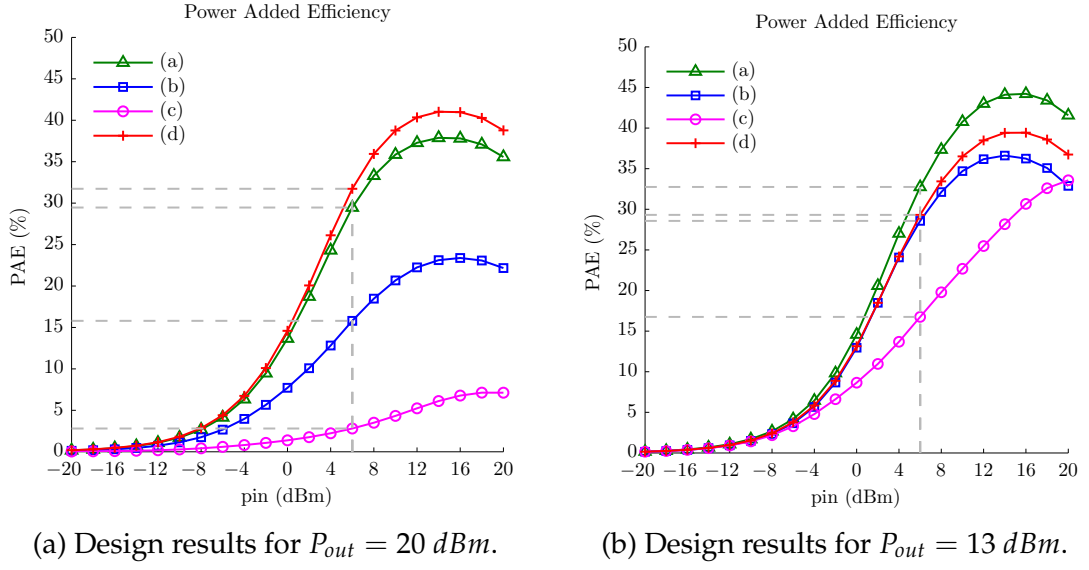 Power Added Efficiency
50
45
40
35
30
25
20
15
10
5
0
PAE (%)
(a)
(b)
(c)
(d)
−20 −16 −12 −8 −4 0 4 8 12 16 20
pin (dBm)
(a) Design results for P_out = 20 dBm.
Power Added Efficiency
50
45
40
35
30
25
20
15
10
5
0
PAE (%)
(a)
(b)
(c)
(d)
−20 −16 −12 −8 −4 0 4 8 12 16 20
pin (dBm)
(b) Design results for P_out = 13 dBm.